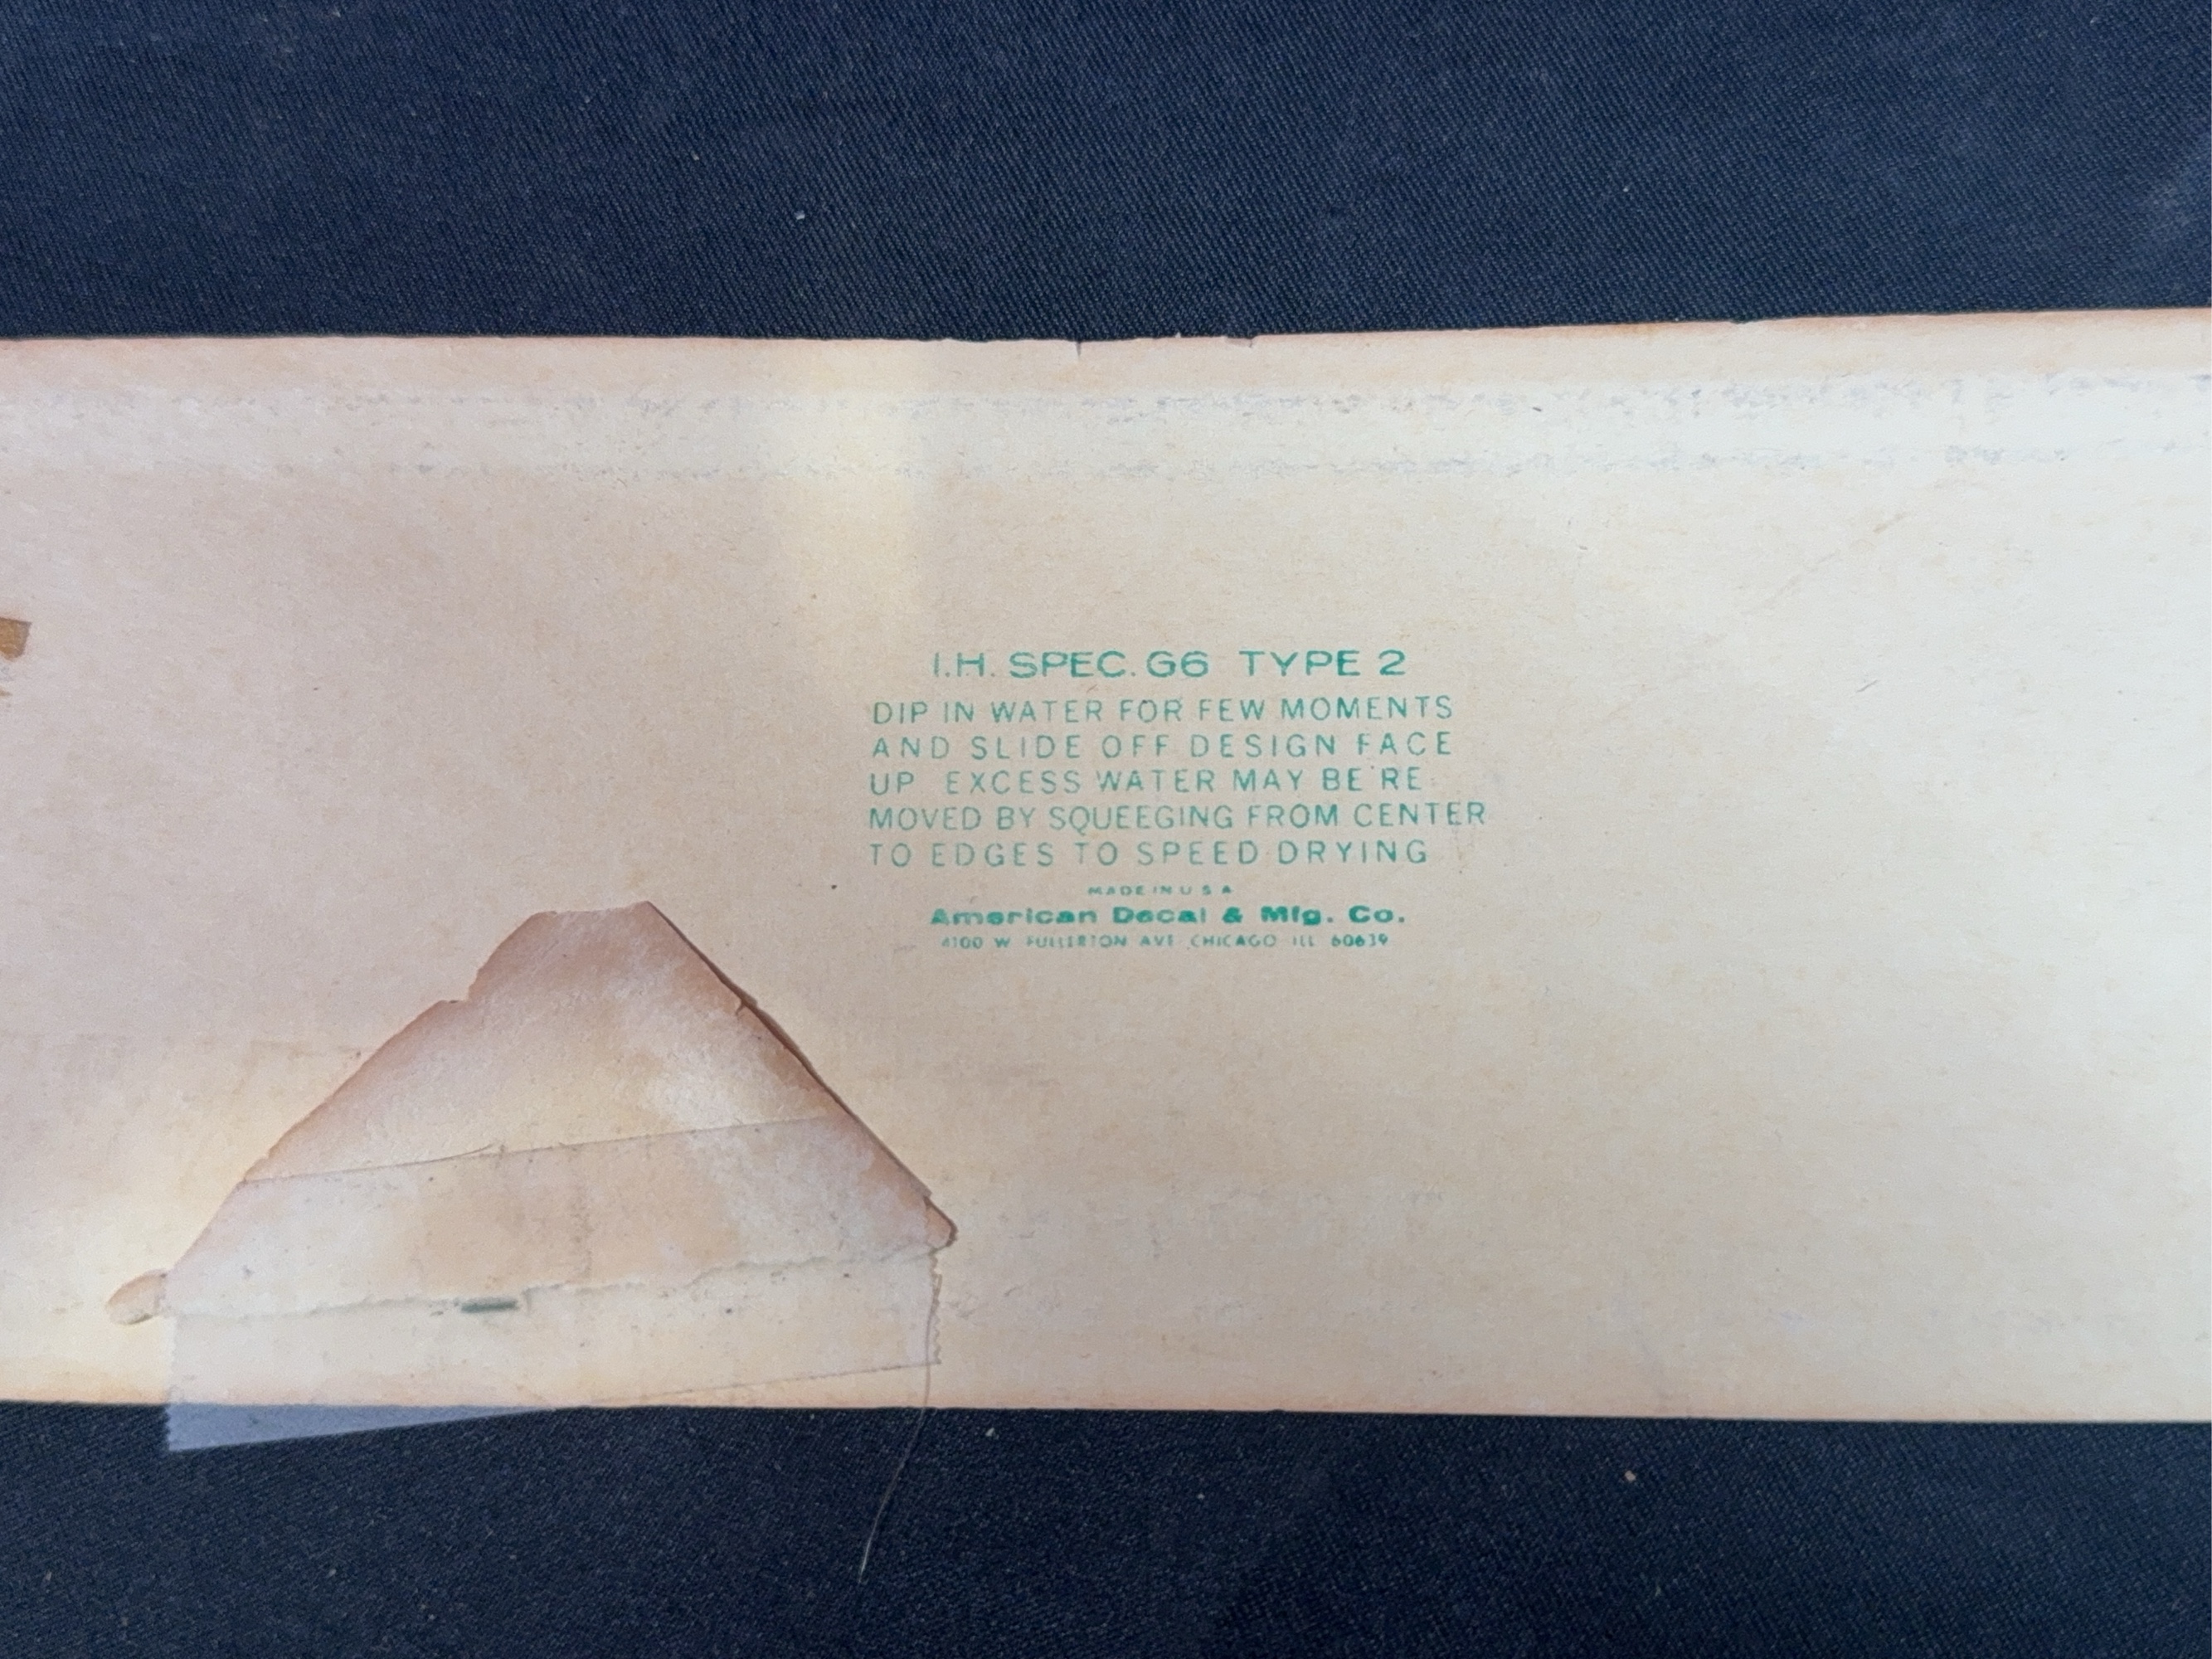 I.H. SPEC. G6 TYPE 2
DIP IN WATER FOR FEW MOMENTS
AND SLIDE OFF DESIGN FACE
UP EXCESS WATER MAY BE RE
MOVED BY SQUEEGING FROM CENTER
TO EDGES TO SPEED DRYING
MADE IN U S A
American Decal & Mfg. Co.
4100 W FULLERTON AVE CHICAGO ILL 60639